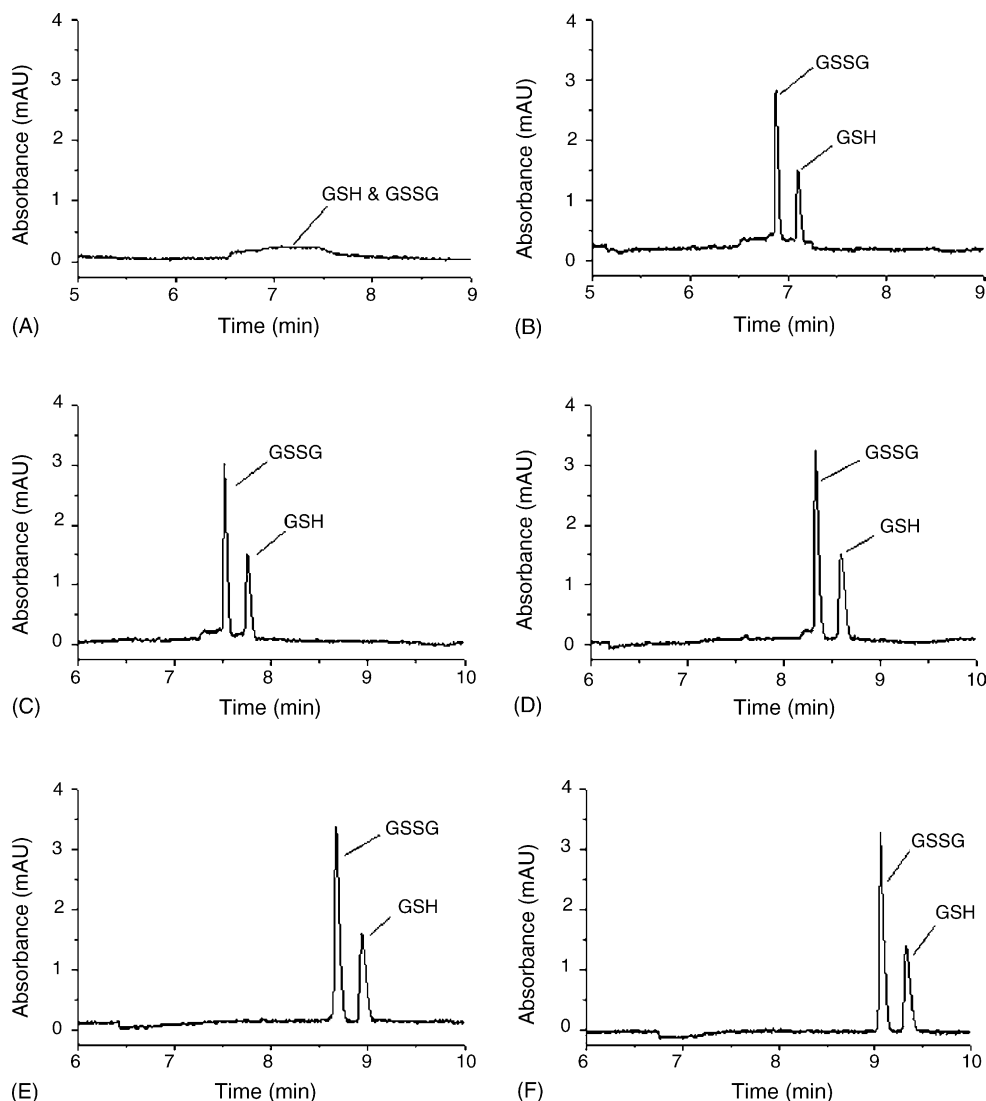 4
3
2
1
0
Absorbance (mAU)
GSH & GSSG
5 6 7 8 9
Time (min)
(A)
4
3
2
1
0
Absorbance (mAU)
GSSG
GSH
5 6 7 8 9
Time (min)
(B)
4
3
2
1
0
Absorbance (mAU)
GSSG
GSH
6 7 8 9 10
Time (min)
(C)
4
3
2
1
0
Absorbance (mAU)
GSSG
GSH
6 7 8 9 10
Time (min)
(D)
4
3
2
1
0
Absorbance (mAU)
GSSG
GSH
6 7 8 9 10
Time (min)
(E)
4
3
2
1
0
Absorbance (mAU)
GSSG
GSH
6 7 8 9 10
Time (min)
(F)